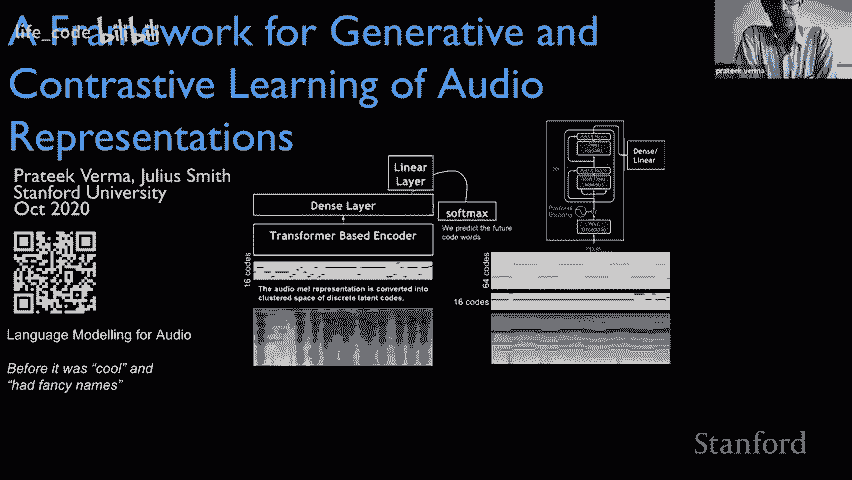 A Framework for Generative and
life_code
bilibili
Contrastive Learning of Audio
Representations
prateek verma
Prateek Verma, Julius Smith
Stanford University
Oct 2020
Linear
Layer
Dense Layer
softmax
Transformer Based Encoder
We predict the future
code words
16 codes
The audio mel representation is converted into
clustered space of discrete latent codes.
Dense/
Linear
64 codes
16 codes
Language Modelling for Audio
Before it was “cool” and
“had fancy names”
Stanford